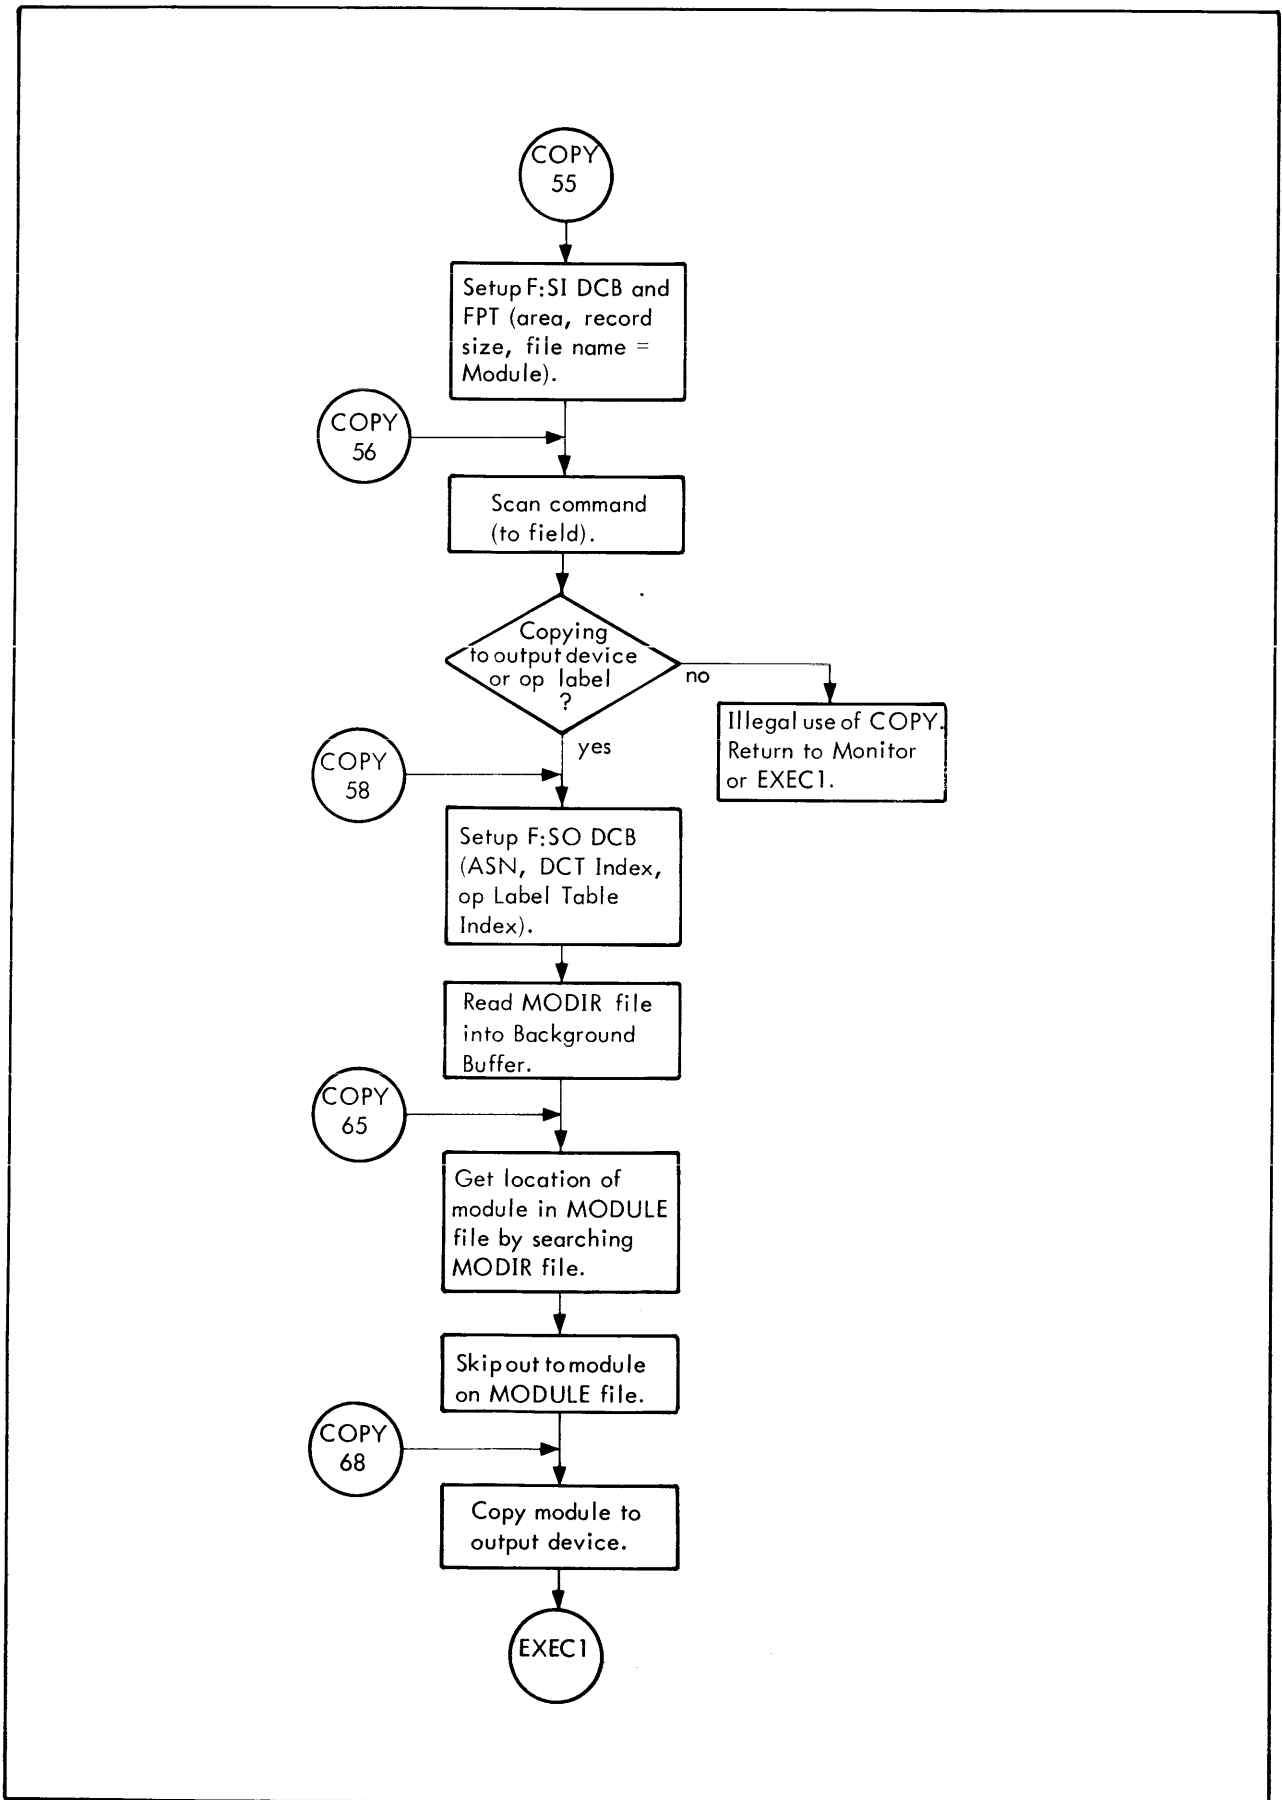 COPY
55
Setup F:SI DCB and
FPT (area, record
size, file name =
Module).
COPY
56
Scan command
(to field).
Copying
to output device
or op label
?
no
Illegal use of COPY.
Return to Monitor
or EXEC1.
yes
COPY
58
Setup F:SO DCB
(ASN, DCT Index,
op Label Table
Index).
Read MODIR file
into Background
Buffer.
COPY
65
Get location of
module in MODULE
file by searching
MODIR file.
Skip out to module
on MODULE file.
COPY
68
Copy module to
output device.
EXEC1